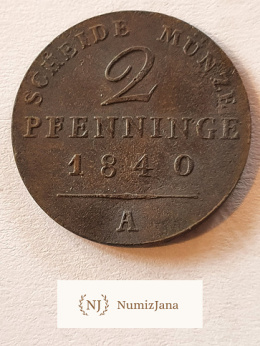 SCHEIDE MÜNZE
2
PFENNINGE
1840
A
NJ NumizJana